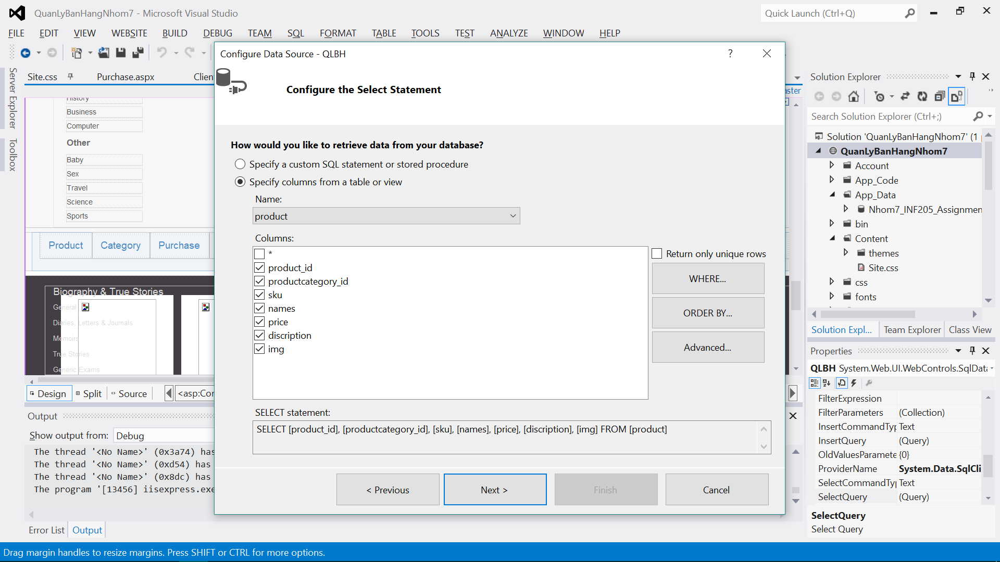 QuanLyBanHangNhom7 - Microsoft Visual Studio
Quick Launch (Ctrl+Q)
FILE EDIT VIEW WEBSITE BUILD DEBUG TEAM SQL FORMAT TABLE TOOLS TEST ANALYZE WINDOW HELP
Server Explorer
Toolbox
Site.css Purchase.aspx Clien
History
Business
Computer
Other
Baby
Sex
Travel
Science
Sports
Product Category Purchase
Biography & True Stories
General
Diaries, Letters & Journals
Memoirs
True Stories
Generic Exams
Design Split Source <asp:Cor
Output
Show output from: Debug
The thread '<No Name>' (0x3a74) has
The thread '<No Name>' (0xd54) has
The thread '<No Name>' (0x8dc) has
The program '[13456] iisexpress.exe
Error List Output
Drag margin handles to resize margins. Press SHIFT or CTRL for more options.
Configure Data Source - QLBH
?
Configure the Select Statement
How would you like to retrieve data from your database?
Specify a custom SQL statement or stored procedure
Specify columns from a table or view
Name:
product
Columns:
*
product_id
productcategory_id
sku
names
price
discription
img
Return only unique rows
WHERE...
ORDER BY...
Advanced...
SELECT statement:
SELECT [product_id], [productcategory_id], [sku], [names], [price], [discription], [img] FROM [product]
< Previous Next > Finish Cancel
aster
Solution Explorer
Search Solution Explorer (Ctrl+;)
Solution 'QuanLyBanHangNhom7' (1 p
QuanLyBanHangNhom7
Account
App_Code
App_Data
Nhom7_INF205_Assignmen
bin
Content
themes
Site.css
css
fonts
Solution Expl... Team Explorer Class View
Properties
QLBH System.Web.UI.WebControls.SqlData
FilterExpression
FilterParameters (Collection)
InsertCommandTyp Text
InsertQuery (Query)
OldValuesParamete {0}
ProviderName System.Data.SqlCli
SelectCommandTyp Text
SelectQuery (Query)
SelectQuery
Select Query